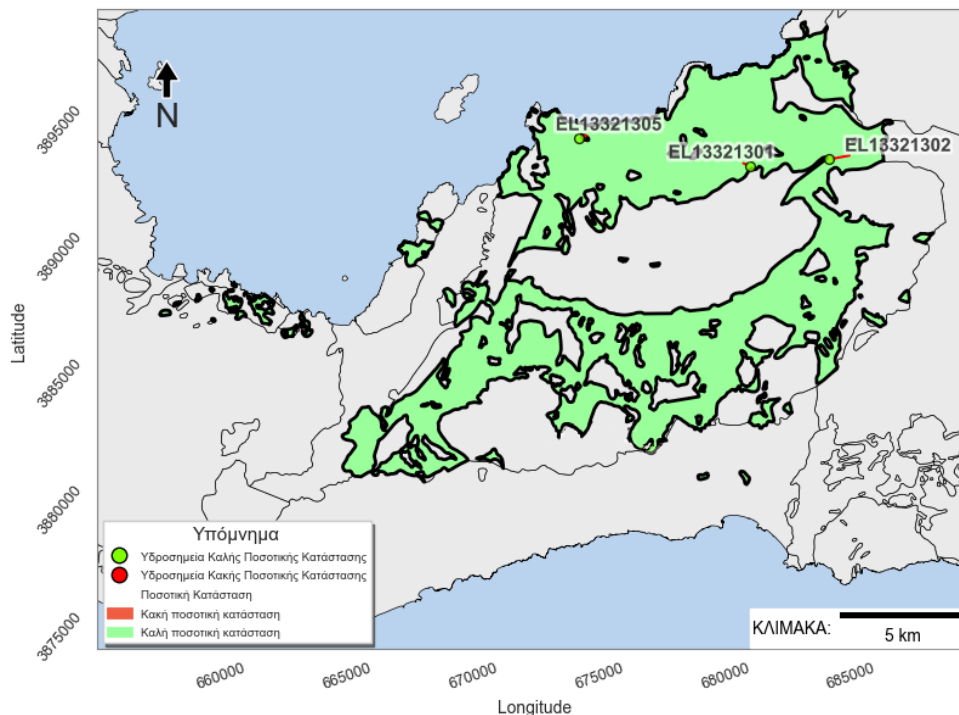 N
EL13321305
EL13321301
EL13321302
3895000
3890000
3885000
3880000
3875000
Latitude
Υπόμνημα
Υδροσημεία Καλής Ποσοτικής Κατάστασης
Υδροσημεία Κακής Ποσοτικής Κατάστασης
Ποσοτική Κατάσταση
Κακή ποσοτική κατάσταση
Καλή ποσοτική κατάσταση
ΚΛΙΜΑΚΑ:
5 km
660000
665000
670000
675000
680000
685000
Longitude